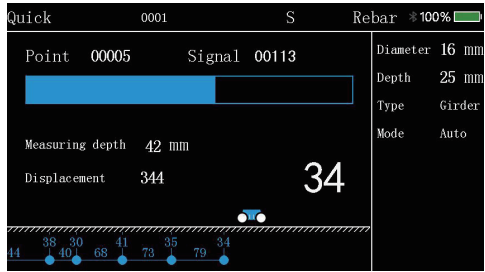 Quick 0001 S Rebar 100%
Point 00005 Signal 00113
Diameter 16 mm
Depth 25 mm
Type Girder
Mode Auto
Measuring depth 42 mm
Displacement 344
34
38 30 41 35 34
44 40 68 73 79